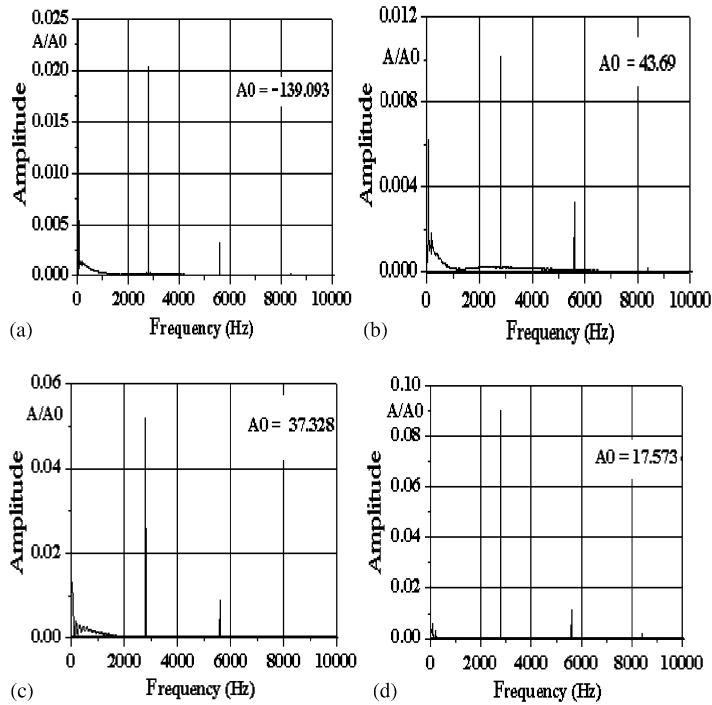 0.025
A/A0
0.020
0.015
0.010
0.005
0.000
Amplitude
A0 = -139.093
0 2000 4000 6000 8000 10000
Frequency (Hz)
(a)
0.012
A/A0
0.008
0.004
0.000
Amplitude
A0 = 43.69
0 2000 4000 6000 8000 10000
Frequency (Hz)
(b)
0.06
A/A0
0.04
0.02
0.00
Amplitude
A0 = 37.328
0 2000 4000 6000 8000 10000
Frequency (Hz)
(c)
0.10
A/A0
0.08
0.06
0.04
0.02
0.00
Amplitude
A0 = 17.573
0 2000 4000 6000 8000 10000
Frequency (Hz)
(d)